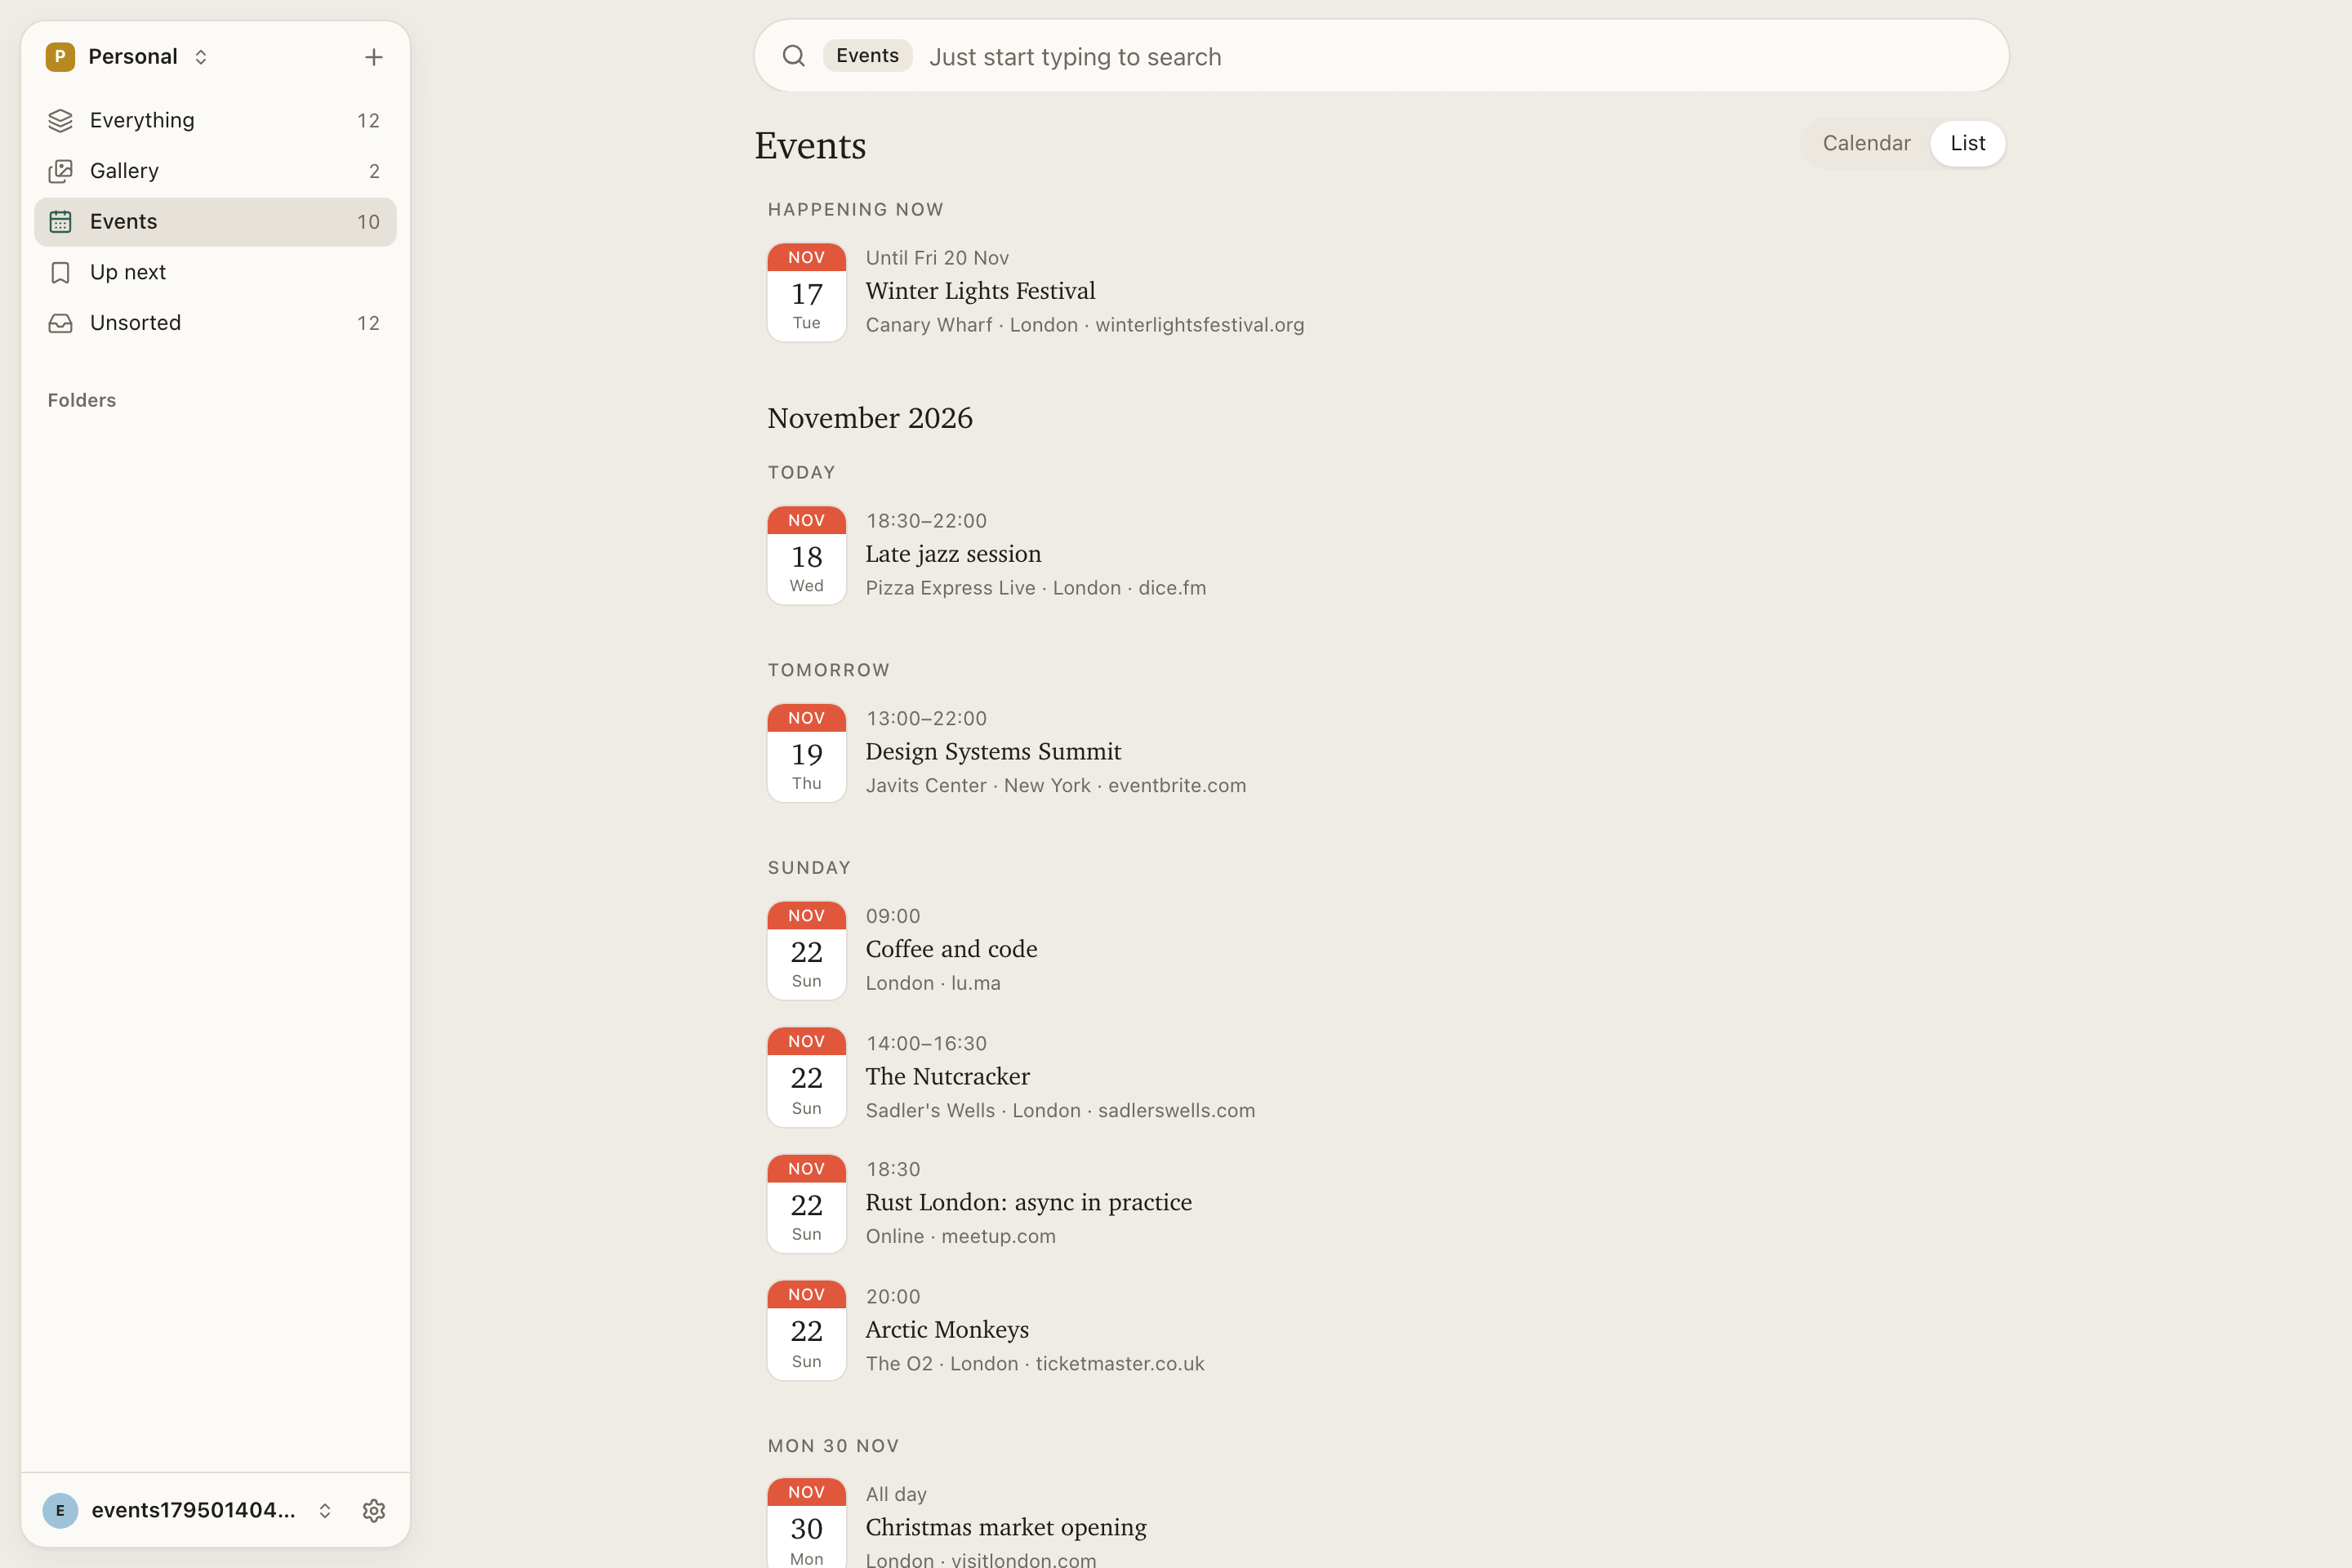 P Personal
Everything 12
Gallery 2
Events 10
Up next
Unsorted 12
Folders
E events179501404...
Events Just start typing to search
Events
Calendar List
HAPPENING NOW
NOV
17
Tue
Until Fri 20 Nov
Winter Lights Festival
Canary Wharf · London · winterlightsfestival.org
November 2026
TODAY
NOV
18
Wed
18:30–22:00
Late jazz session
Pizza Express Live · London · dice.fm
TOMORROW
NOV
19
Thu
13:00–22:00
Design Systems Summit
Javits Center · New York · eventbrite.com
SUNDAY
NOV
22
Sun
09:00
Coffee and code
London · lu.ma
NOV
22
Sun
14:00–16:30
The Nutcracker
Sadler's Wells · London · sadlerswells.com
NOV
22
Sun
18:30
Rust London: async in practice
Online · meetup.com
NOV
22
Sun
20:00
Arctic Monkeys
The O2 · London · ticketmaster.co.uk
MON 30 NOV
NOV
30
Mon
All day
Christmas market opening
London · visitlondon.com